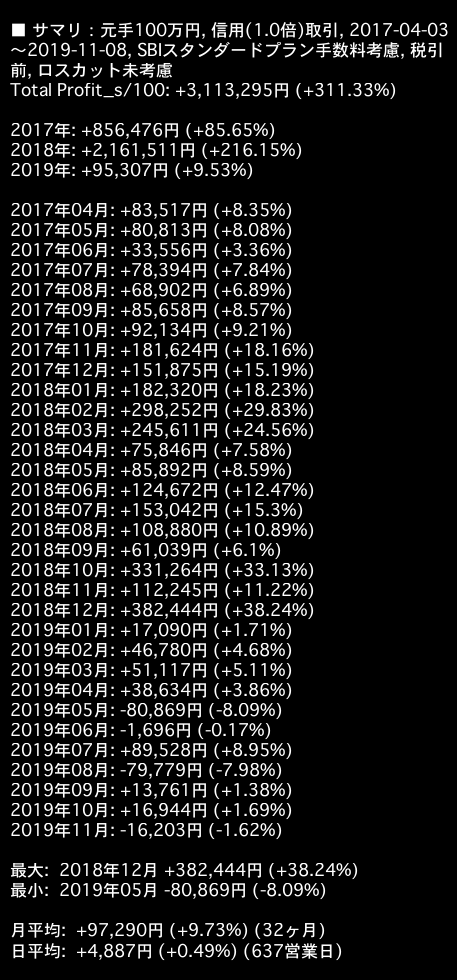 ■ サマリ：元手100万円, 信用(1.0倍)取引, 2017-04-03
〜2019-11-08, SBIスタンダードプラン手数料考慮, 税引
前, ロスカット未考慮
Total Profit_s/100: +3,113,295円 (+311.33%)
2017年: +856,476円 (+85.65%)
2018年: +2,161,511円 (+216.15%)
2019年: +95,307円 (+9.53%)
2017年04月: +83,517円 (+8.35%)
2017年05月: +80,813円 (+8.08%)
2017年06月: +33,556円 (+3.36%)
2017年07月: +78,394円 (+7.84%)
2017年08月: +68,902円 (+6.89%)
2017年09月: +85,658円 (+8.57%)
2017年10月: +92,134円 (+9.21%)
2017年11月: +181,624円 (+18.16%)
2017年12月: +151,875円 (+15.19%)
2018年01月: +182,320円 (+18.23%)
2018年02月: +298,252円 (+29.83%)
2018年03月: +245,611円 (+24.56%)
2018年04月: +75,846円 (+7.58%)
2018年05月: +85,892円 (+8.59%)
2018年06月: +124,672円 (+12.47%)
2018年07月: +153,042円 (+15.3%)
2018年08月: +108,880円 (+10.89%)
2018年09月: +61,039円 (+6.1%)
2018年10月: +331,264円 (+33.13%)
2018年11月: +112,245円 (+11.22%)
2018年12月: +382,444円 (+38.24%)
2019年01月: +17,090円 (+1.71%)
2019年02月: +46,780円 (+4.68%)
2019年03月: +51,117円 (+5.11%)
2019年04月: +38,634円 (+3.86%)
2019年05月: -80,869円 (-8.09%)
2019年06月: -1,696円 (-0.17%)
2019年07月: +89,528円 (+8.95%)
2019年08月: -79,779円 (-7.98%)
2019年09月: +13,761円 (+1.38%)
2019年10月: +16,944円 (+1.69%)
2019年11月: -16,203円 (-1.62%)
最大: 2018年12月 +382,444円 (+38.24%)
最小: 2019年05月 -80,869円 (-8.09%)
月平均: +97,290円 (+9.73%) (32ヶ月)
日平均: +4,887円 (+0.49%) (637営業日)